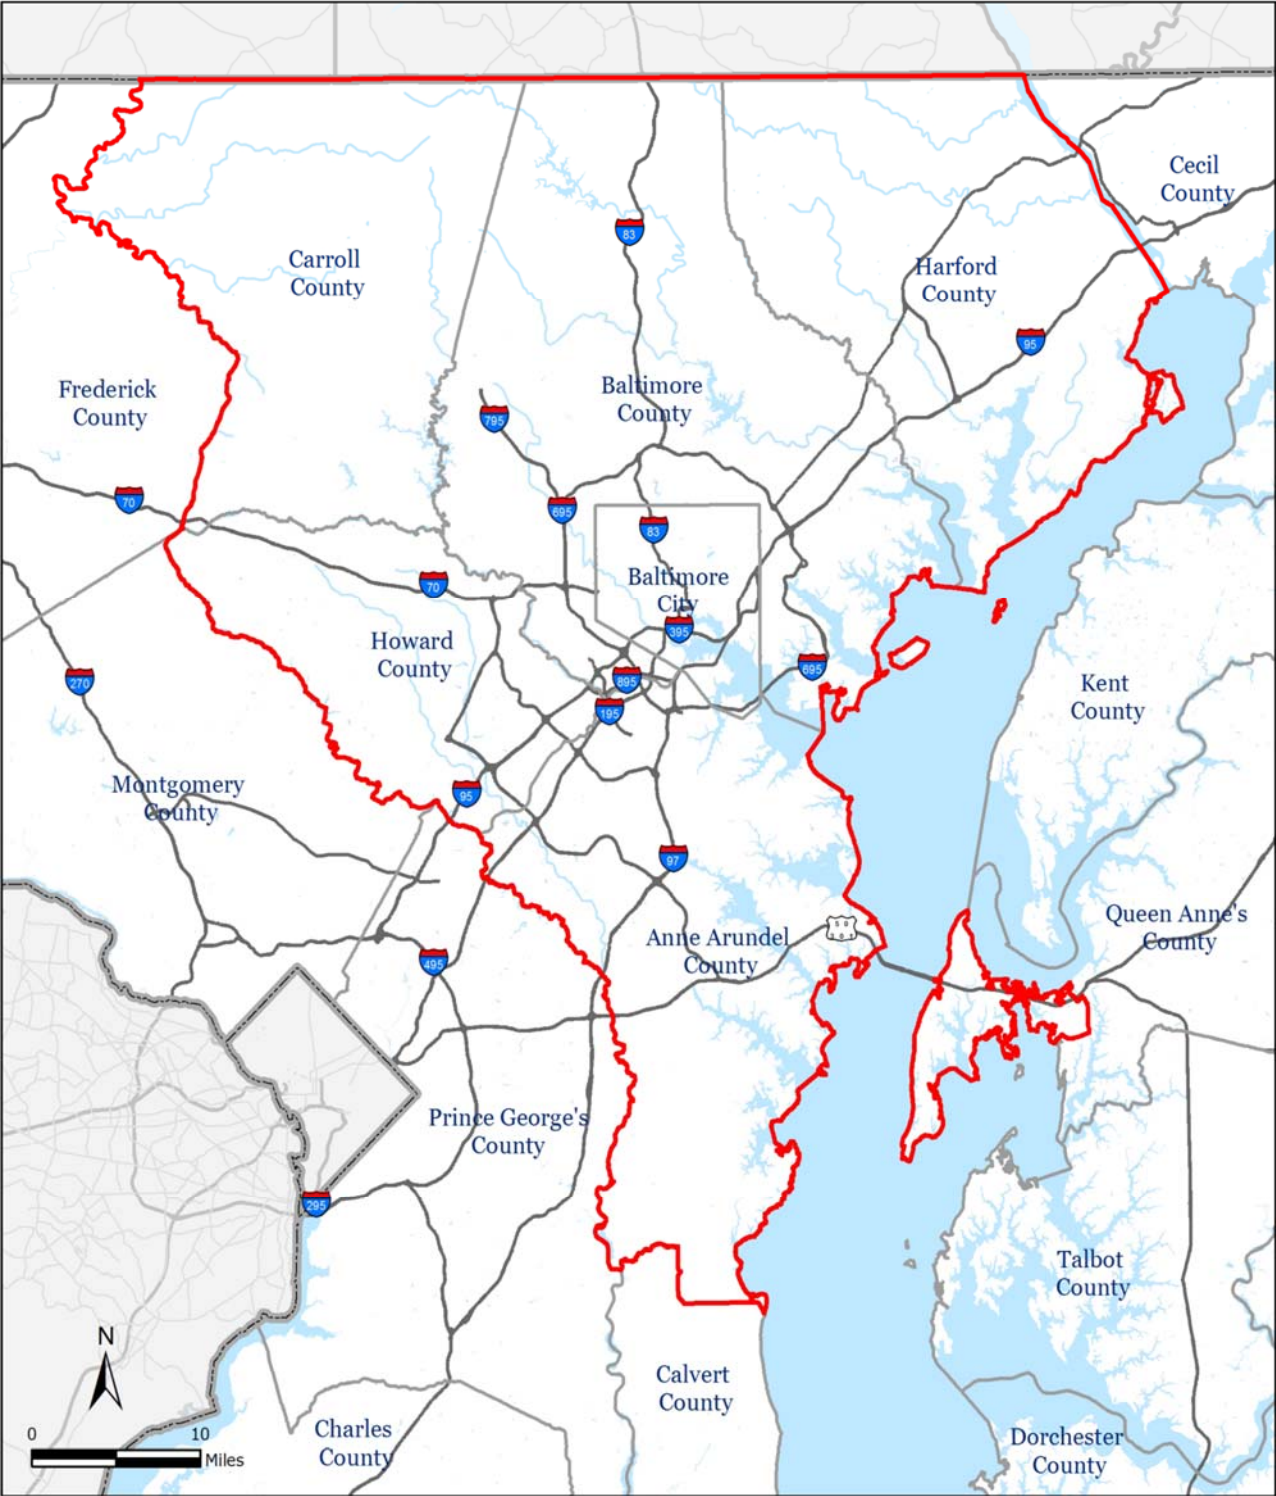 Cecil
County
83
Carroll
County
Harford
County
95
Frederick
County
Baltimore
County
795
70
695
83
70
Baltimore
City
395
Howard
County
695
270
895
195
Kent
County
Montgomery
County
95
97
Queen Anne's
County
50
Anne Arundel
County
495
Prince George's
County
295
Talbot
County
N
Calvert
County
0 10
Miles
Charles
County
Dorchester
County